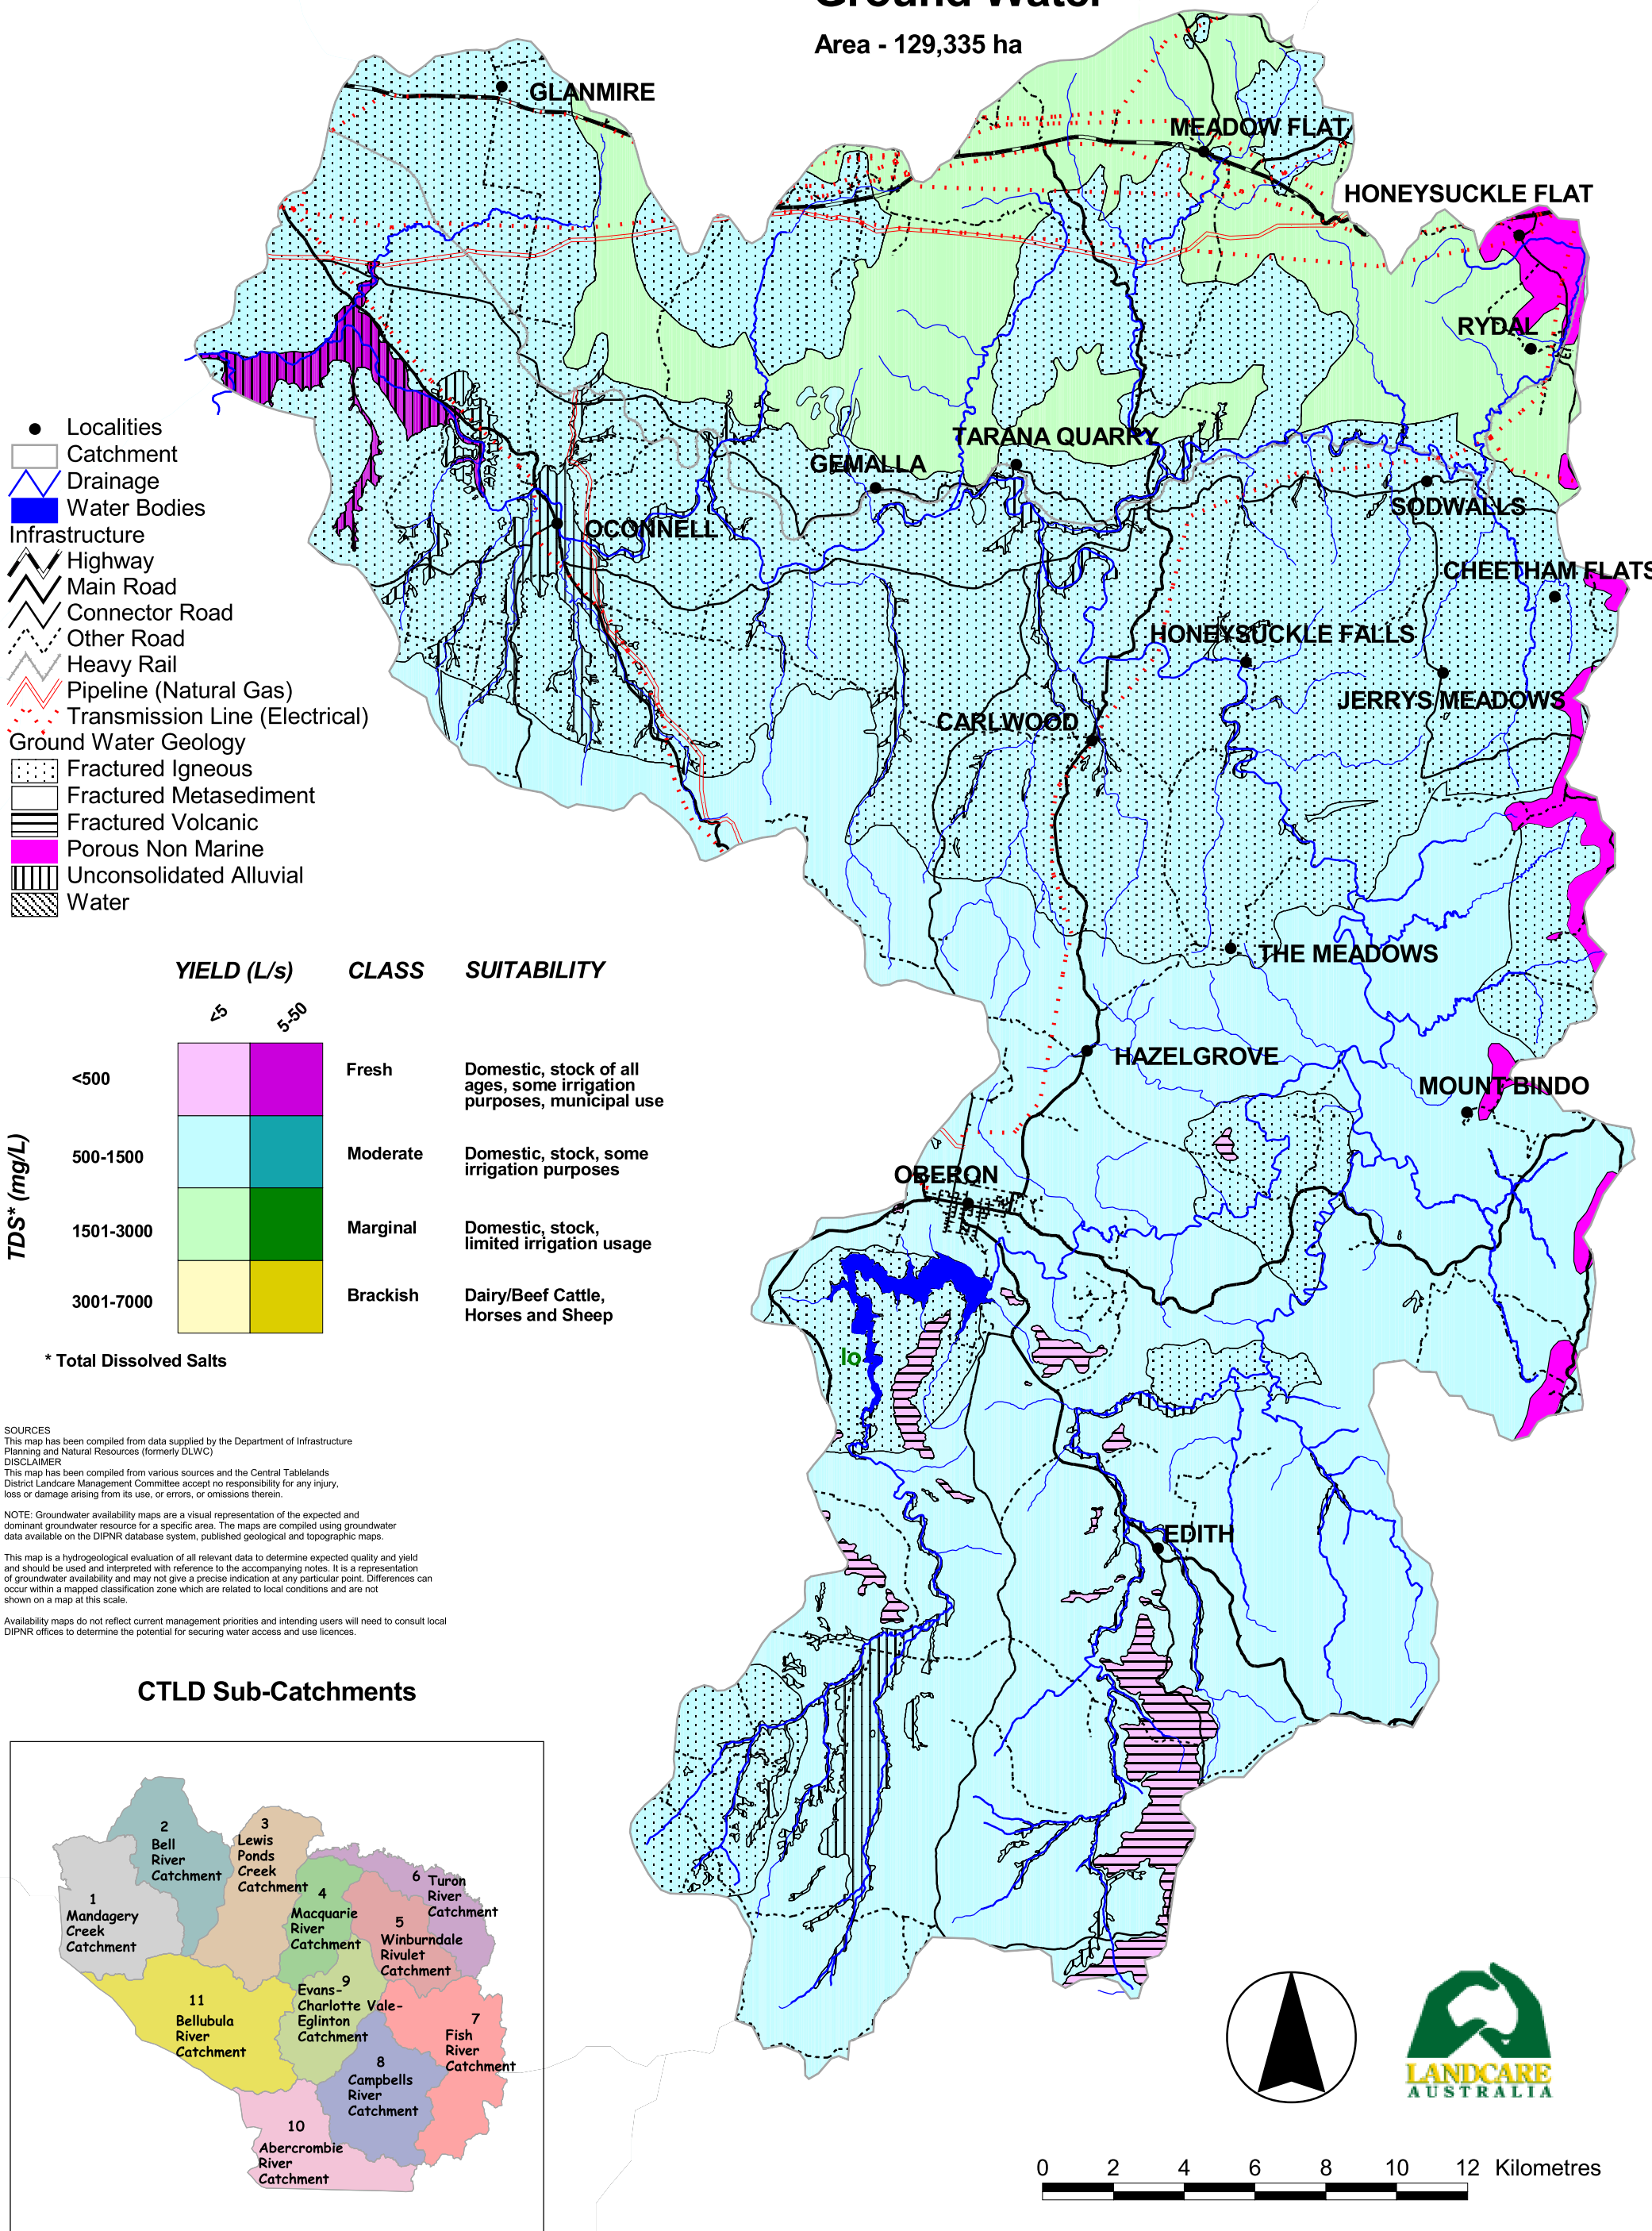 Ground Water
Area - 129,335 ha
GLANMIRE
MEADOW FLAT
HONEYSUCKLE FLAT
RYDAL
TARANA QUARRY
GEMALLA
SODWALLS
OCONNELL
CHEETHAM FLATS
HONEYSUCKLE FALLS
JERRYS MEADOWS
CARLWOOD
THE MEADOWS
HAZELGROVE
MOUNT BINDO
OBERON
lo
EDITH
Localities
Catchment
Drainage
Water Bodies
Infrastructure
Highway
Main Road
Connector Road
Other Road
Heavy Rail
Pipeline (Natural Gas)
Transmission Line (Electrical)
Ground Water Geology
Fractured Igneous
Fractured Metasediment
Fractured Volcanic
Porous Non Marine
Unconsolidated Alluvial
Water
YIELD (L/s) CLASS SUITABILITY
<5 5-50
TDS* (mg/L)
<500 Fresh Domestic, stock of all
ages, some irrigation
purposes, municipal use
500-1500 Moderate Domestic, stock, some
irrigation purposes
1501-3000 Marginal Domestic, stock,
limited irrigation usage
3001-7000 Brackish Dairy/Beef Cattle,
Horses and Sheep
* Total Dissolved Salts
SOURCES
This map has been compiled from data supplied by the Department of Infrastructure
Planning and Natural Resources (formerly DLWC)
DISCLAIMER
This map has been compiled from various sources and the Central Tablelands
District Landcare Management Committee accept no responsibility for any injury,
loss or damage arising from its use, or errors, or omissions therein.
NOTE: Groundwater availability maps are a visual representation of the expected and
dominant groundwater resource for a specific area. The maps are compiled using groundwater
data available on the DIPNR database system, published geological and topographic maps.
This map is a hydrogeological evaluation of all relevant data to determine expected quality and yield
and should be used and interpreted with reference to the accompanying notes. It is a representation
of groundwater availability and may not give a precise indication at any particular point. Differences can
occur within a mapped classification zone which are related to local conditions and are not
shown on a map at this scale.
Availability maps do not reflect current management priorities and intending users will need to consult local
DIPNR offices to determine the potential for securing water access and use licences.
CTLD Sub-Catchments
1
Mandagery
Creek
Catchment
2
Bell
River
Catchment
3
Lewis
Ponds
Creek
Catchment
4
Macquarie
River
Catchment
5
Winburndale
Rivulet
Catchment
6 Turon
River
Catchment
7
Fish
River
Catchment
8
Campbells
River
Catchment
9
Evans-
Charlotte Vale-
Eglinton
Catchment
10
Abercrombie
River
Catchment
11
Bellubula
River
Catchment
LANDCARE
AUSTRALIA
0 2 4 6 8 10 12 Kilometres